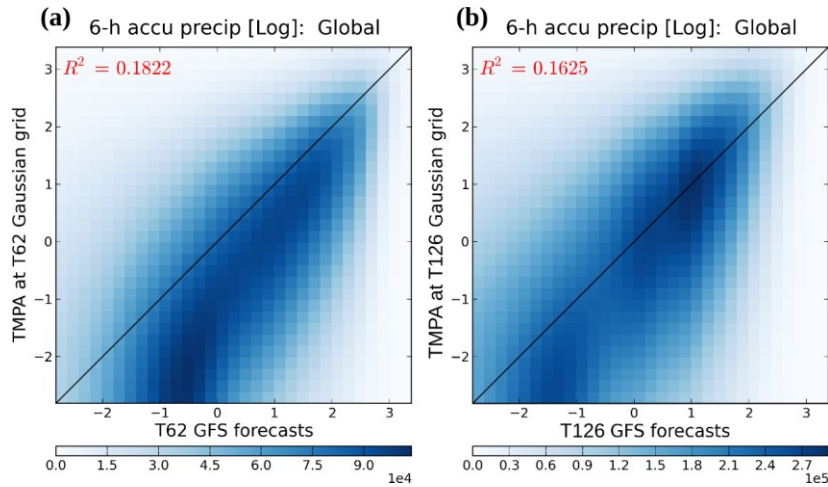 (a)
6-h accu precip [Log]: Global
R² = 0.1822
TMPA at T62 Gaussian grid
3
2
1
0
−1
−2
−2 −1 0 1 2 3
T62 GFS forecasts
0.0 1.5 3.0 4.5 6.0 7.5 9.0
1e4
(b)
6-h accu precip [Log]: Global
R² = 0.1625
TMPA at T126 Gaussian grid
3
2
1
0
−1
−2
−2 −1 0 1 2 3
T126 GFS forecasts
0.0 0.3 0.6 0.9 1.2 1.5 1.8 2.1 2.4 2.7
1e5